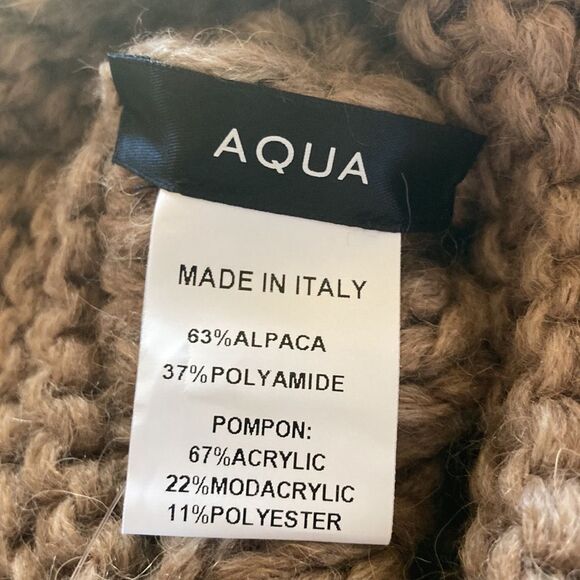 AQUA
MADE IN ITALY
63%ALPACA
37%POLYAMIDE
POMPON:
67%ACRYLIC
22%MODACRYLIC
11%POLYESTER